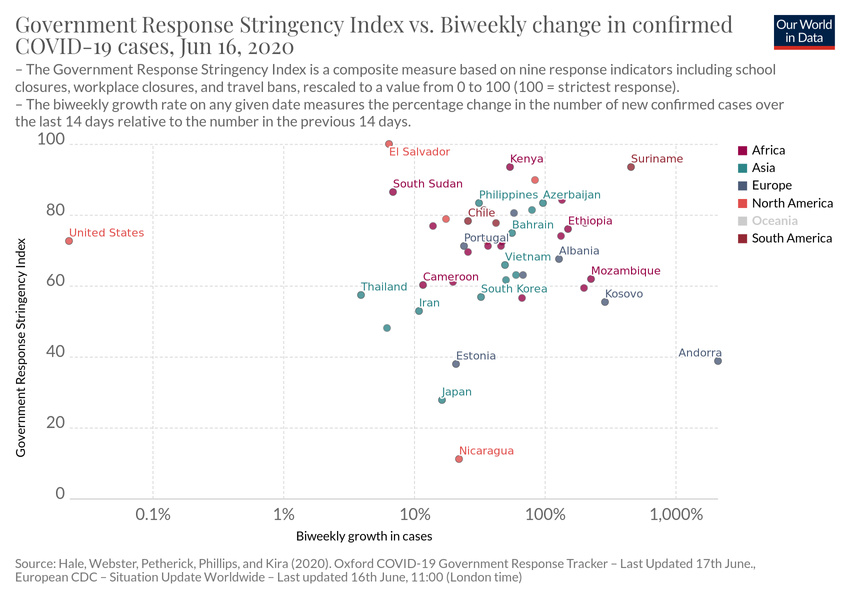 Government Response Stringency Index vs. Biweekly change in confirmed
COVID-19 cases, Jun 16, 2020
Our World
in Data
– The Government Response Stringency Index is a composite measure based on nine response indicators including school
closures, workplace closures, and travel bans, rescaled to a value from 0 to 100 (100 = strictest response).
– The biweekly growth rate on any given date measures the percentage change in the number of new confirmed cases over
the last 14 days relative to the number in the previous 14 days.
Government Response Stringency Index
100
80
60
40
20
0
El Salvador
Kenya
Suriname
South Sudan
Philippines
Azerbaijan
Chile
Ethiopia
United States
Bahrain
Portugal
Albania
Vietnam
Mozambique
Cameroon
Thailand
South Korea
Kosovo
Iran
Estonia
Andorra
Japan
Nicaragua
Africa
Asia
Europe
North America
Oceania
South America
0.1%
1%
10%
100%
1,000%
Biweekly growth in cases
Source: Hale, Webster, Petherick, Phillips, and Kira (2020). Oxford COVID-19 Government Response Tracker – Last Updated 17th June.,
European CDC – Situation Update Worldwide – Last updated 16th June, 11:00 (London time)